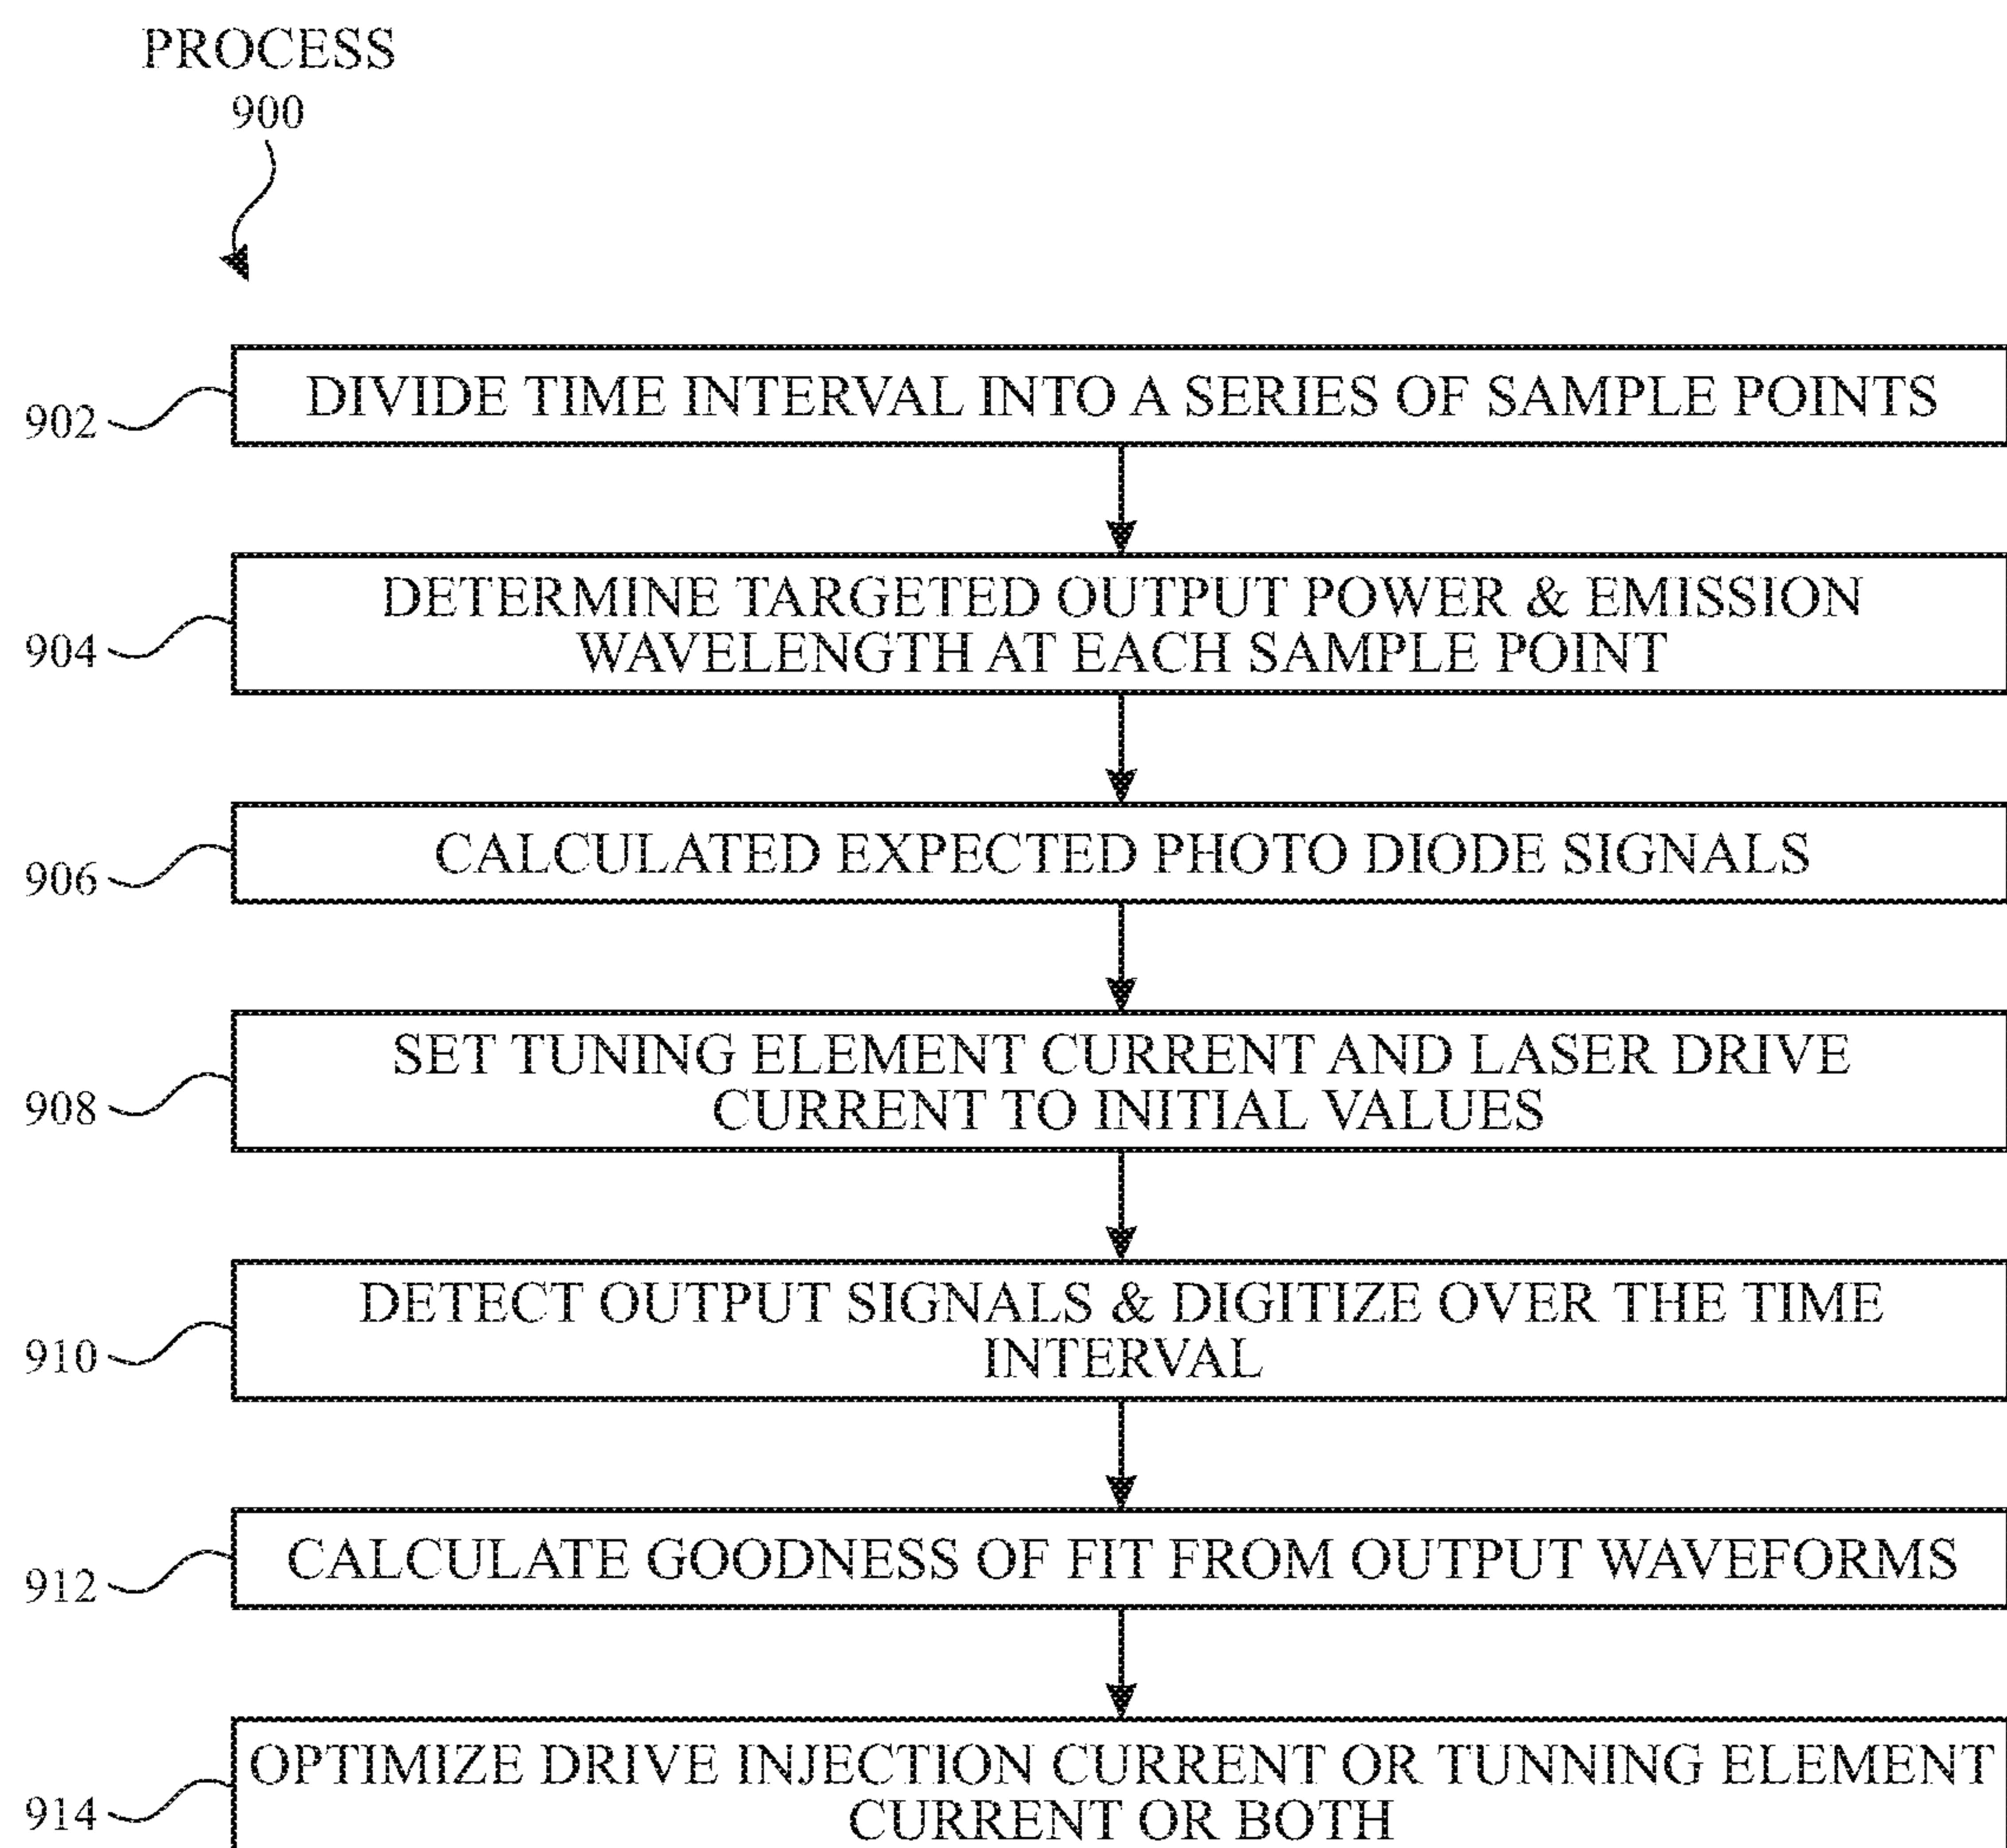 PROCESS
900
902
DIVIDE TIME INTERVAL INTO A SERIES OF SAMPLE POINTS
904
DETERMINE TARGETED OUTPUT POWER & EMISSION
WAVELENGTH AT EACH SAMPLE POINT
906
CALCULATED EXPECTED PHOTO DIODE SIGNALS
908
SET TUNING ELEMENT CURRENT AND LASER DRIVE
CURRENT TO INITIAL VALUES
910
DETECT OUTPUT SIGNALS & DIGITIZE OVER THE TIME
INTERVAL
912
CALCULATE GOODNESS OF FIT FROM OUTPUT WAVEFORMS
914
OPTIMIZE DRIVE INJECTION CURRENT OR TUNNING ELEMENT
CURRENT OR BOTH